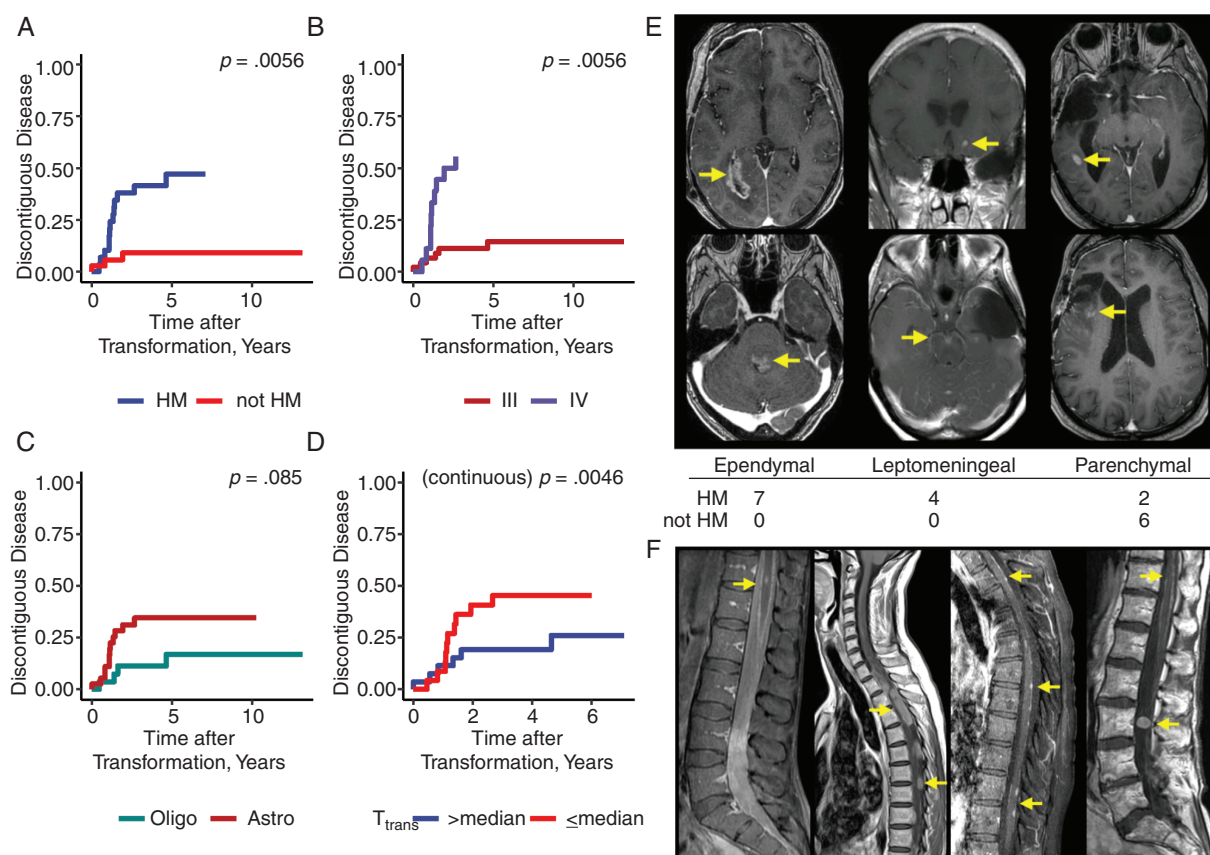 A
p = .0056
Discontiguous Disease
1.00
0.75
0.50
0.25
0.00
0 5 10
Time after
Transformation, Years
HM not HM
B
p = .0056
Discontiguous Disease
1.00
0.75
0.50
0.25
0.00
0 5 10
Time after
Transformation, Years
III IV
C
p = .085
Discontiguous Disease
1.00
0.75
0.50
0.25
0.00
0 5 10
Time after
Transformation, Years
Oligo Astro
D
(continuous) p = .0046
Discontiguous Disease
1.00
0.75
0.50
0.25
0.00
0 2 4 6
Time after
Transformation, Years
Ttrans >median ≤median
E
Ependymal Leptomeningeal Parenchymal
HM 7 4 2
not HM 0 0 6
F